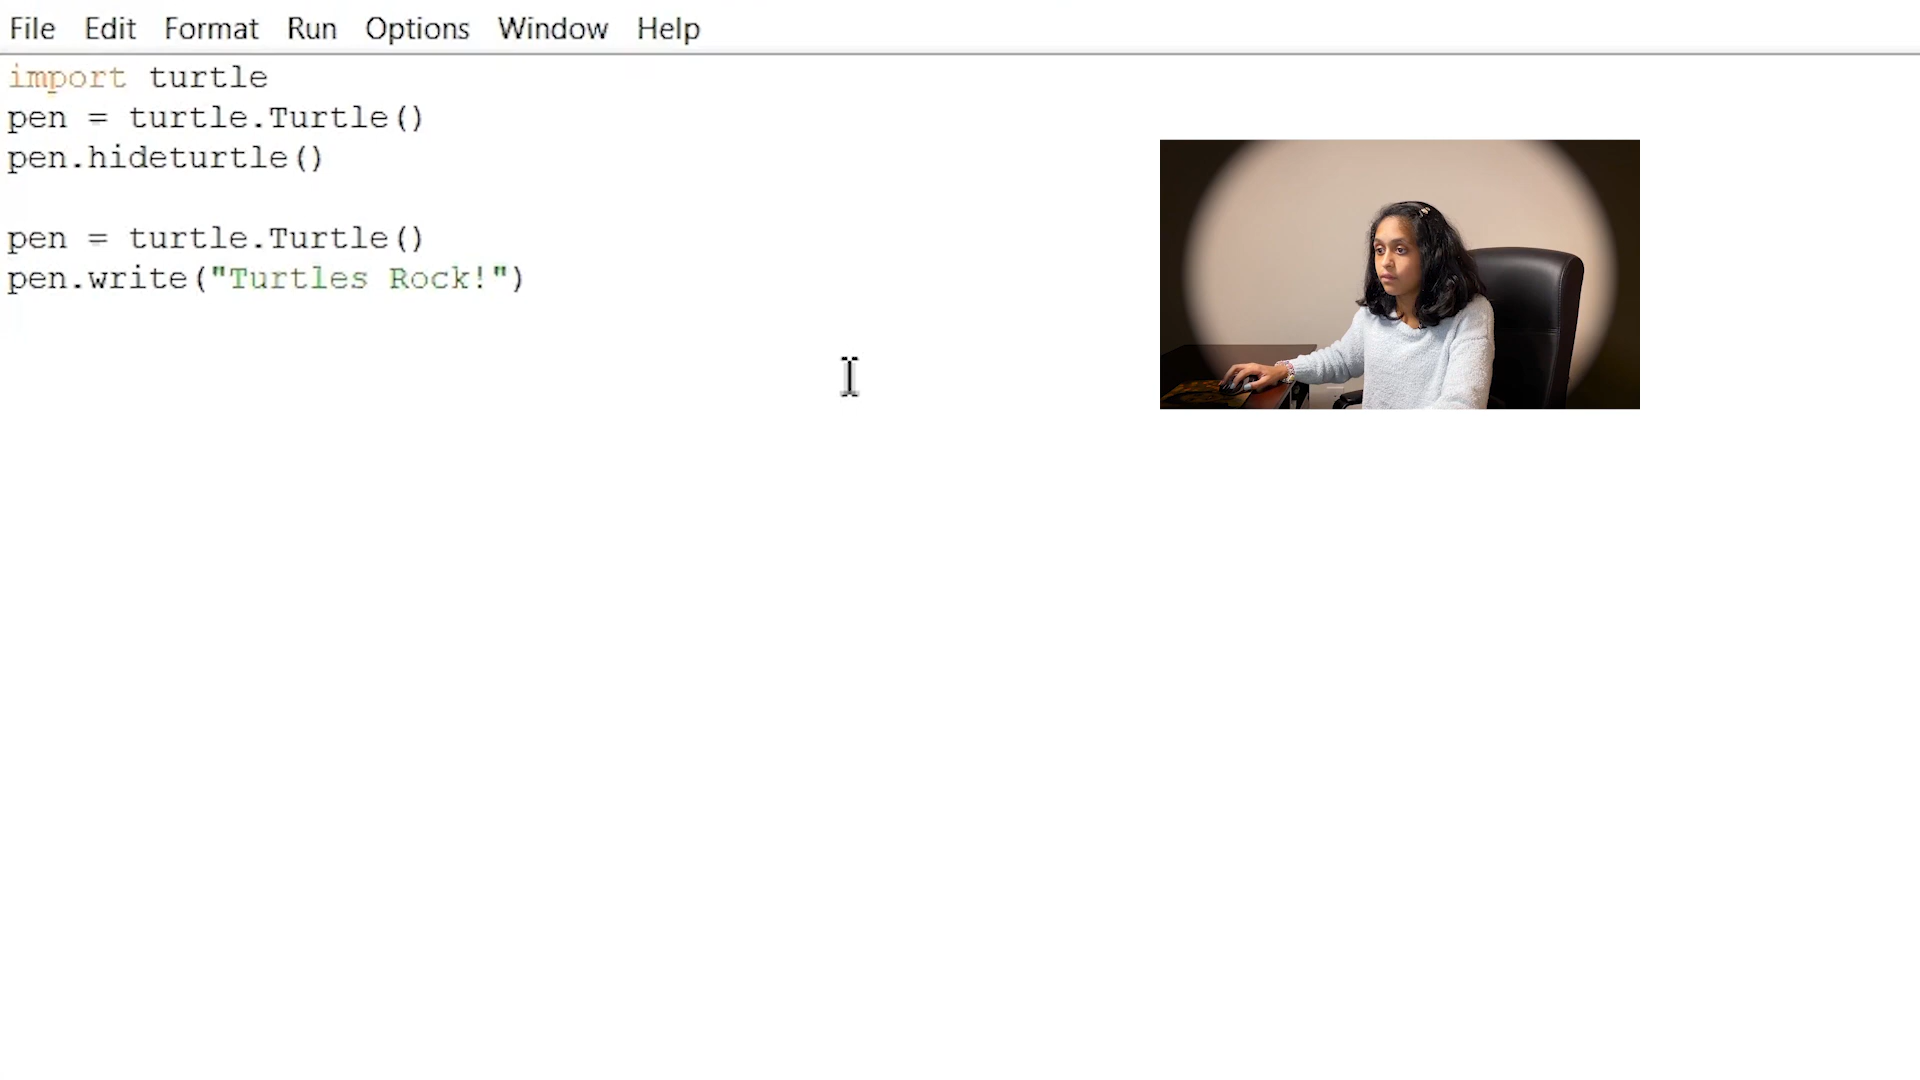 File Edit Format Run Options Window Help
import turtle
pen = turtle.Turtle()
pen.hideturtle()
pen = turtle.Turtle()
pen.write("Turtles Rock!")